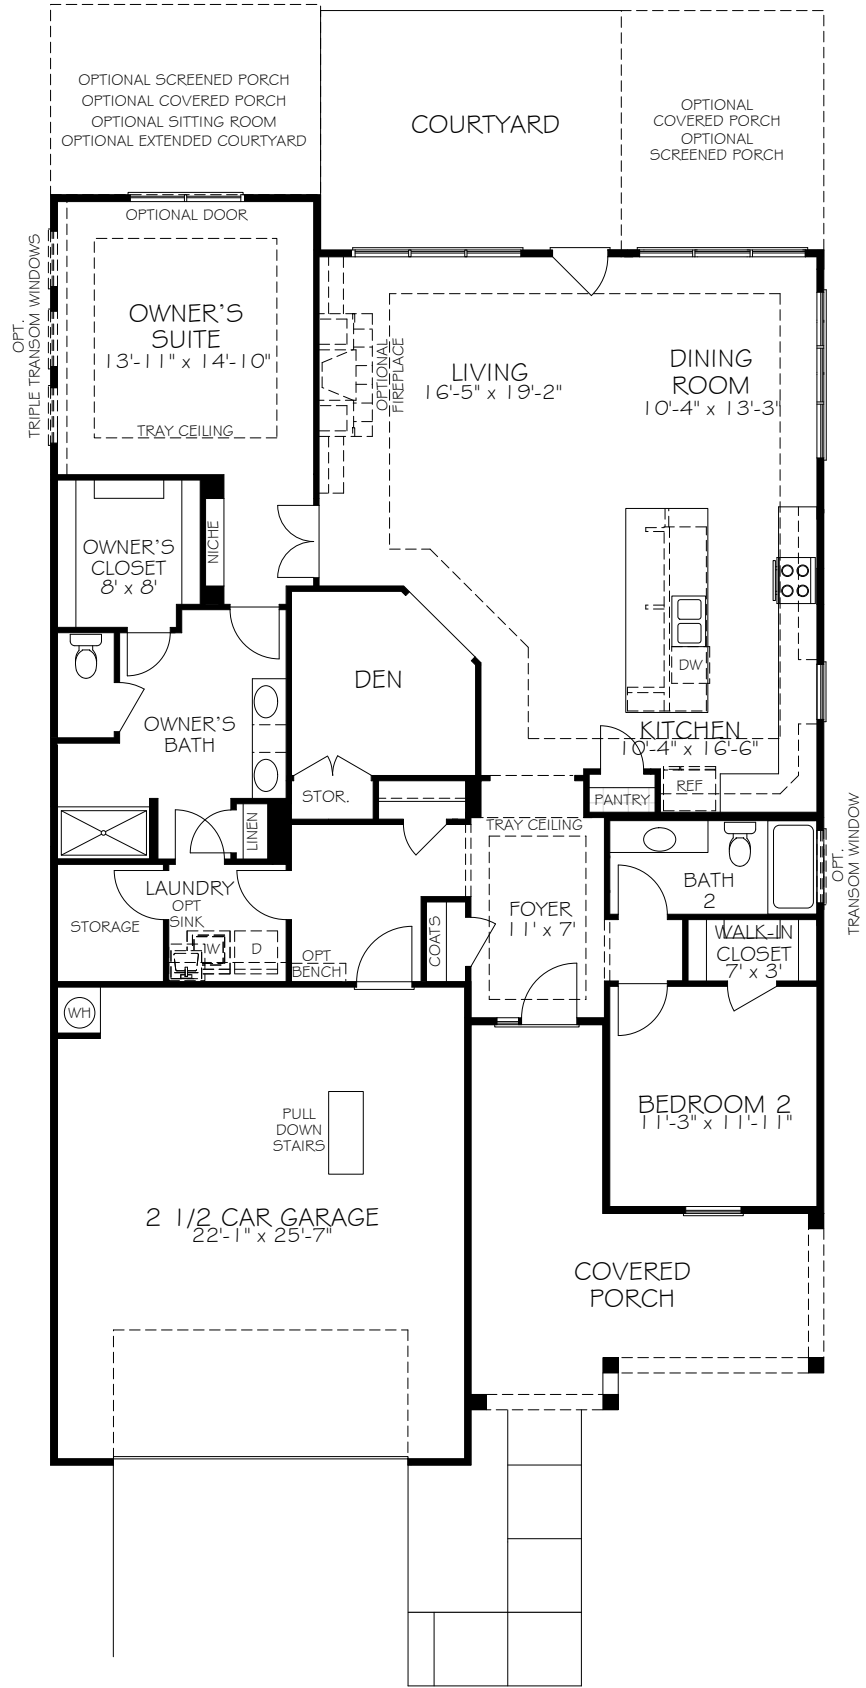 OPTIONAL SCREENED PORCH
OPTIONAL COVERED PORCH
OPTIONAL SITTING ROOM
OPTIONAL EXTENDED COURTYARD
COURTYARD
OPTIONAL
COVERED PORCH
OPTIONAL
SCREENED PORCH
OPTIONAL DOOR
OPT.
TRIPLE TRANSOM WINDOWS
OWNER'S
SUITE
13'-11" x 14'-10"
TRAY CEILING
OPTIONAL
FIREPLACE
LIVING
16'-5" x 19'-2"
DINING
ROOM
10'-4" x 13'-3"
OWNER'S
CLOSET
8' x 8'
NICHE
DEN
DW
OWNER'S
BATH
KITCHEN
10'-4" x 16'-6"
STOR.
PANTRY
REF
LINEN
TRAY CEILING
OPT.
TRANSOM WINDOW
LAUNDRY
OPT
SINK
STORAGE
W
D
OPT
BENCH
COATS
FOYER
11' x 7'
BATH
2
WALK-IN
CLOSET
7' x 3'
WH
PULL
DOWN
STAIRS
BEDROOM 2
11'-3" x 11'-11"
2 1/2 CAR GARAGE
22'-1" x 25'-7"
COVERED
PORCH